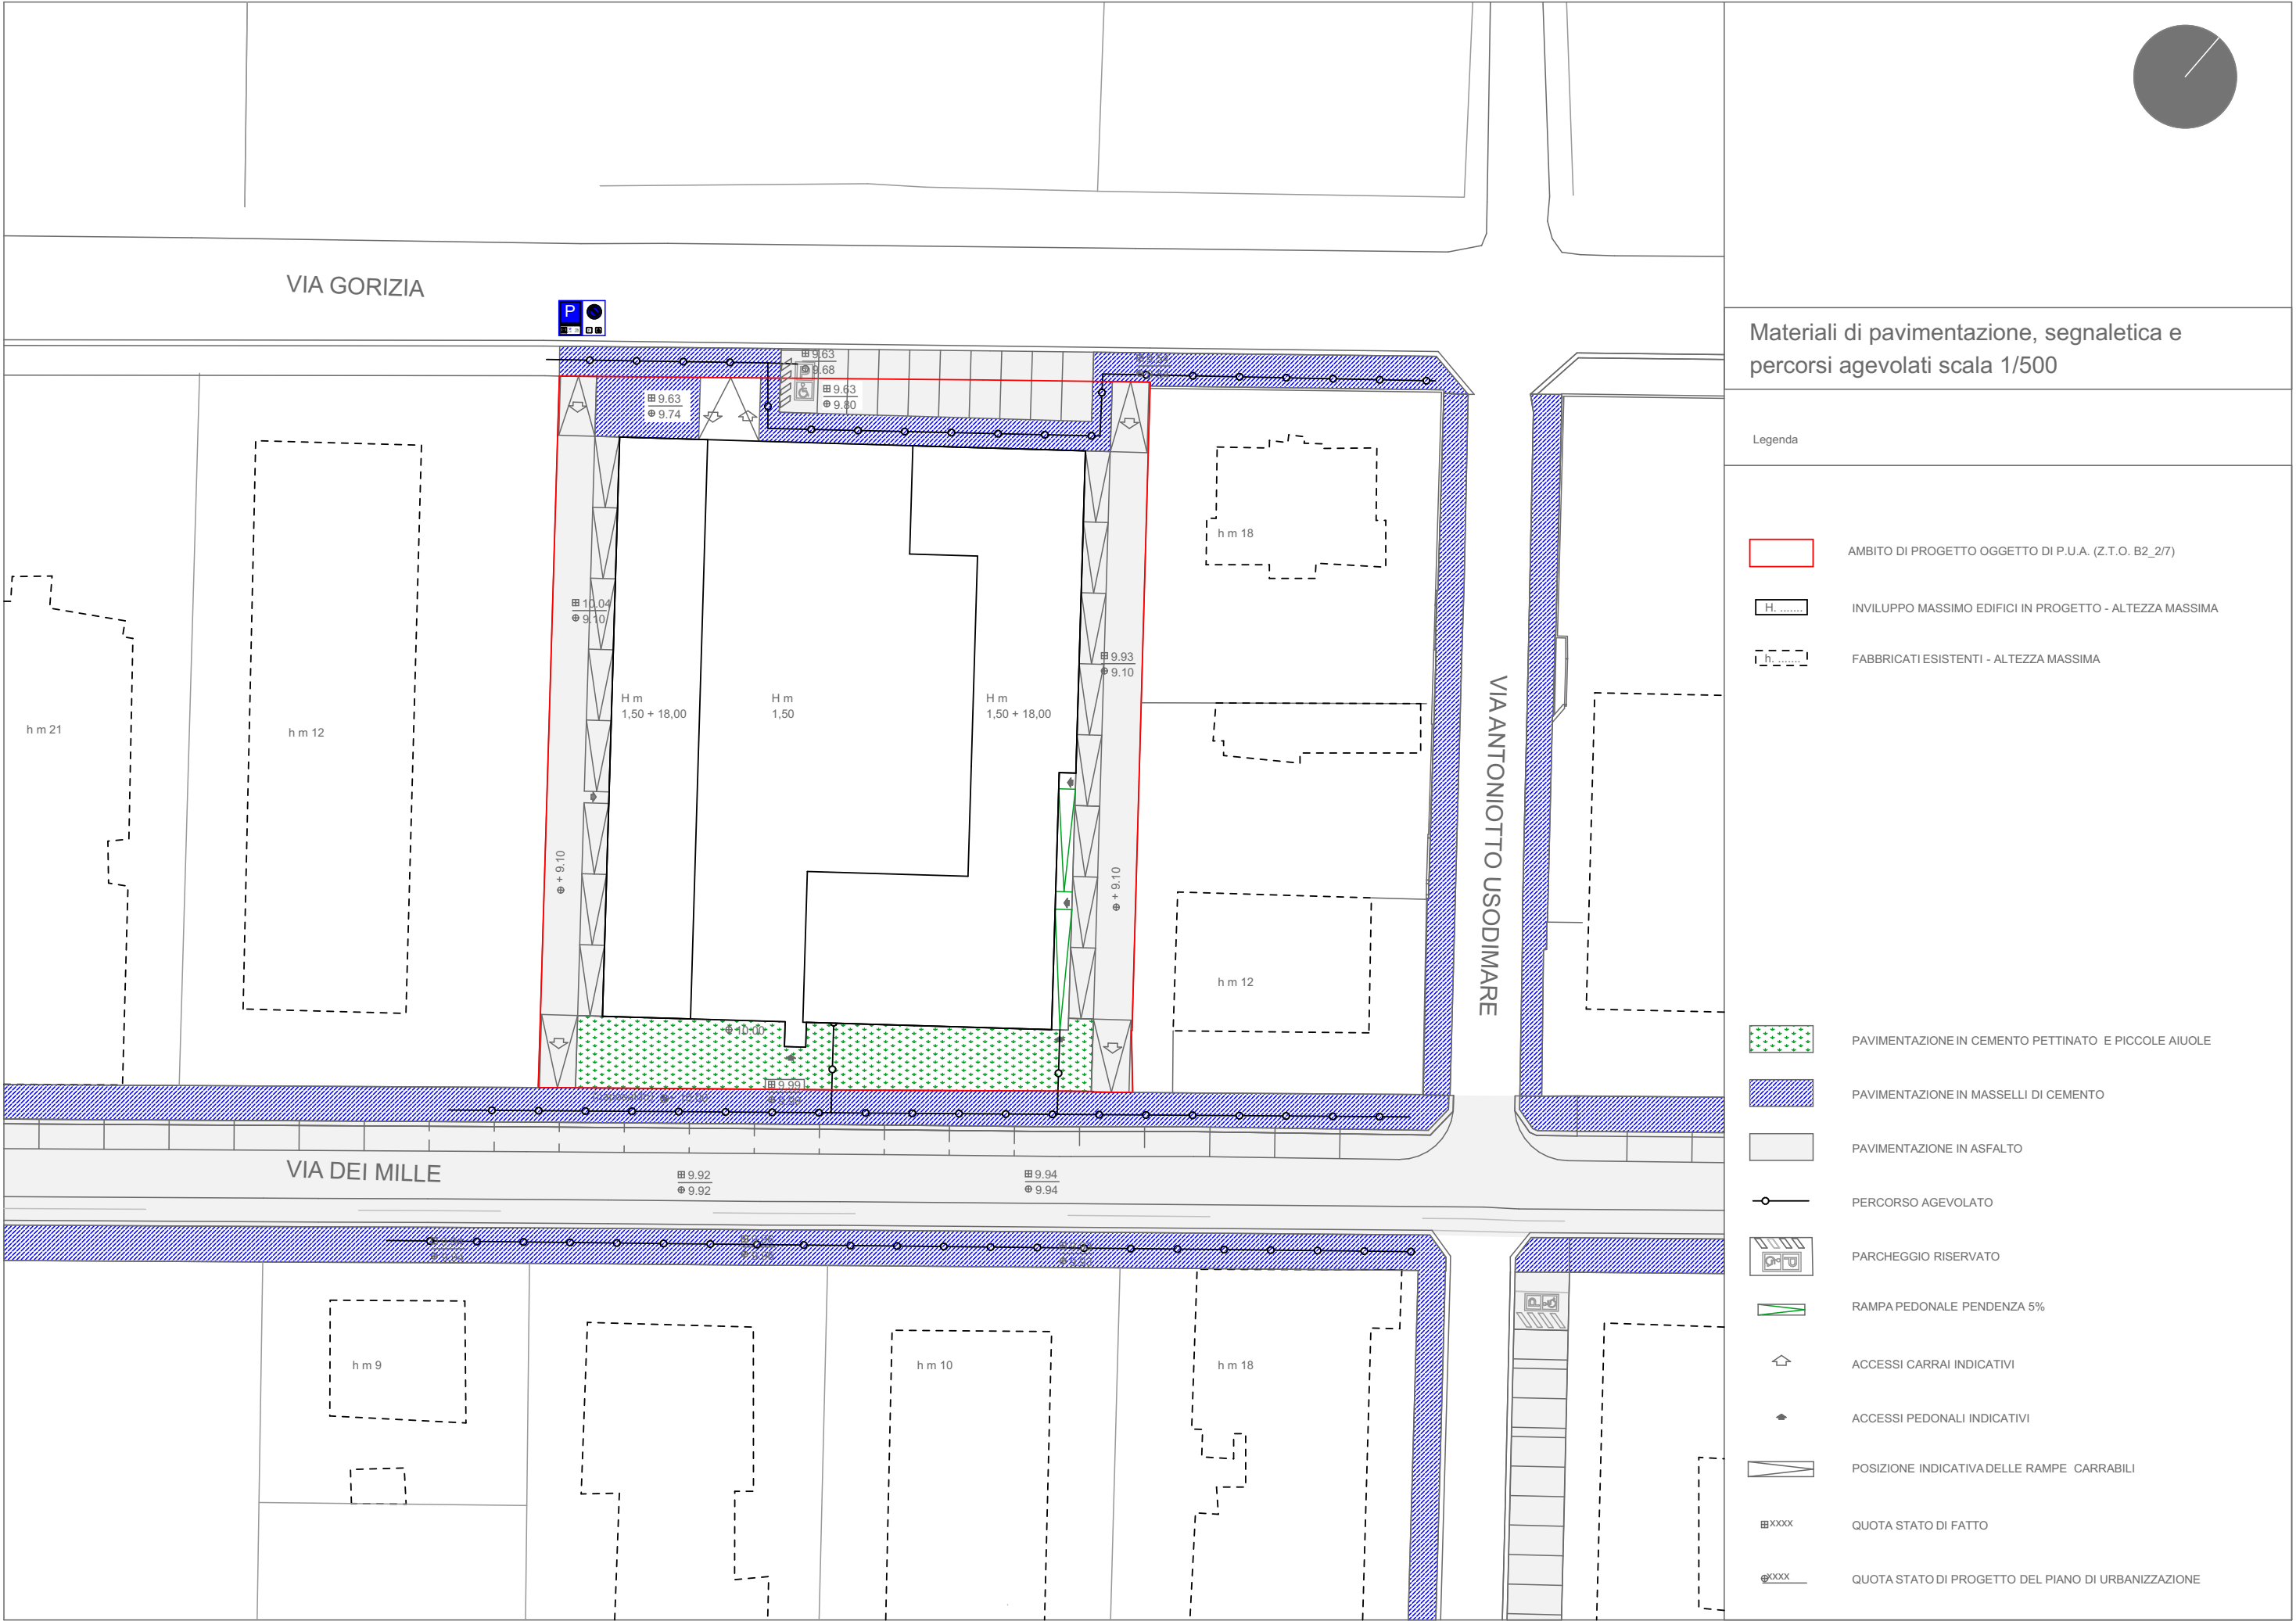 VIA GORIZIA
P
9.63
9.68
9.63
9.80
9.63
9.74
P
10.04
9.10
9.93
9.10
h m 18
H m
1,50 + 18,00
H m
1,50
H m
1,50 + 18,00
h m 21
h m 12
+ 9.10
+ 9.10
h m 12
VIA ANTONIOTTO USODIMARE
10.00
9.99
VIA DEI MILLE
9.92
9.92
9.94
9.94
P
h m 9
h m 10
h m 18
Materiali di pavimentazione, segnaletica e
percorsi agevolati scala 1/500
Legenda
AMBITO DI PROGETTO OGGETTO DI P.U.A. (Z.T.O. B2_2/7)
H. .......
INVILUPPO MASSIMO EDIFICI IN PROGETTO - ALTEZZA MASSIMA
h. .......
FABBRICATI ESISTENTI - ALTEZZA MASSIMA
PAVIMENTAZIONE IN CEMENTO PETTINATO E PICCOLE AIUOLE
PAVIMENTAZIONE IN MASSELLI DI CEMENTO
PAVIMENTAZIONE IN ASFALTO
PERCORSO AGEVOLATO
P
PARCHEGGIO RISERVATO
RAMPA PEDONALE PENDENZA 5%
ACCESSI CARRAI INDICATIVI
ACCESSI PEDONALI INDICATIVI
POSIZIONE INDICATIVA DELLE RAMPE CARRABILI
xxxx
QUOTA STATO DI FATTO
xxxx
QUOTA STATO DI PROGETTO DEL PIANO DI URBANIZZAZIONE